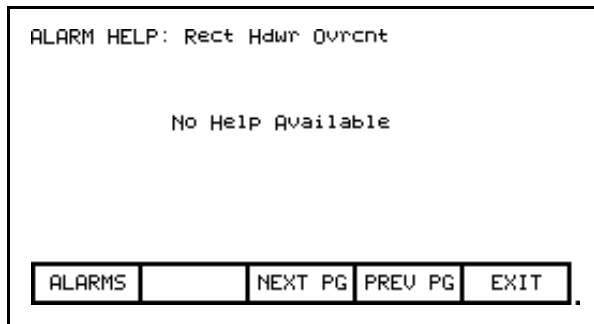 ALARM HELP: Rect Hdwr Ovrcnt
No Help Available
ALARMS NEXT PG PREV PG EXIT
.